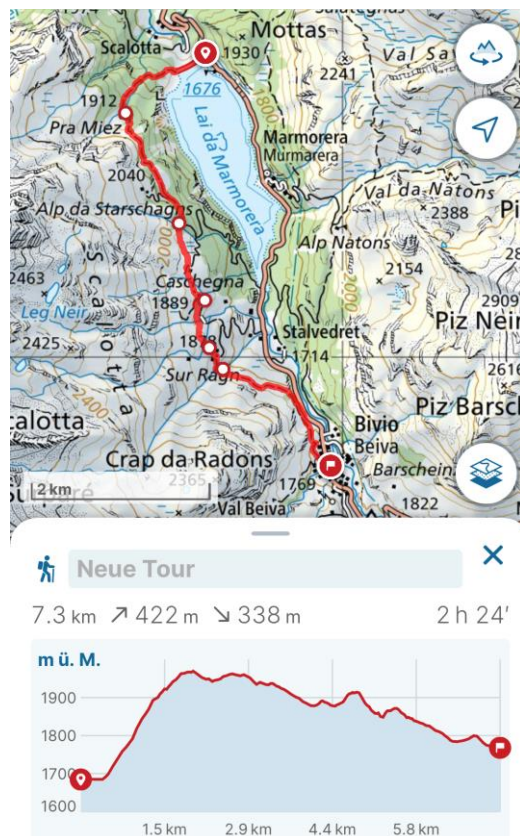 Mottas
Scalotta
1930
2241
1676
1912
Pra Miez
Lai da Marmorera
1800
Marmorera
Murmarera
2040
Val da Natons
2388
Alp da Starschagns
2000
Alp Natons
2154
2463
Scalotta
Caschegna
1889
2000
2909
Leg Neir
Piz Neir
2425
Stalvedret
1714
Sur Ragn
2616
2400
Bivio
Beiva
Piz Barsch
Crap da Radons
Barschein
2365
1769
2 km
Val Beiva
1822
Neue Tour
7.3 km 422 m 338 m 2 h 24′
m ü. M.
1900
1800
1700
1600
1.5 km 2.9 km 4.4 km 5.8 km